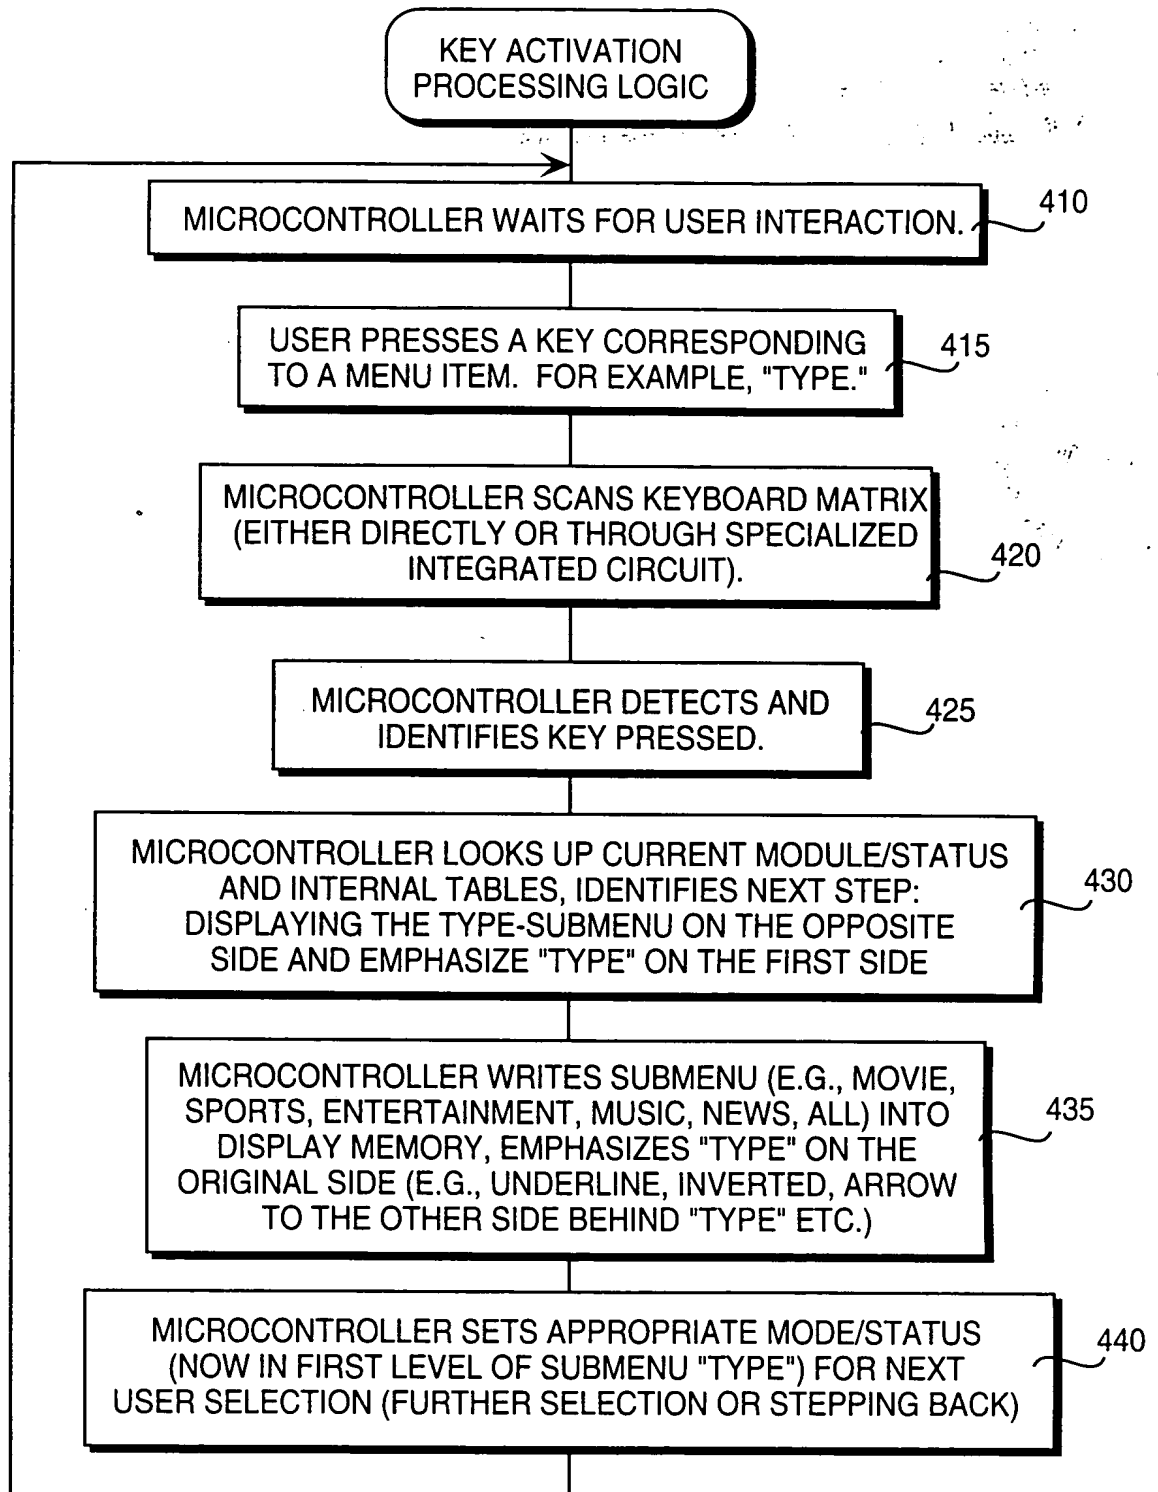 KEY ACTIVATION
PROCESSING LOGIC
MICROCONTROLLER WAITS FOR USER INTERACTION.
410
USER PRESSES A KEY CORRESPONDING
TO A MENU ITEM. FOR EXAMPLE, "TYPE."
415
MICROCONTROLLER SCANS KEYBOARD MATRIX
(EITHER DIRECTLY OR THROUGH SPECIALIZED
INTEGRATED CIRCUIT).
420
MICROCONTROLLER DETECTS AND
IDENTIFIES KEY PRESSED.
425
MICROCONTROLLER LOOKS UP CURRENT MODULE/STATUS
AND INTERNAL TABLES, IDENTIFIES NEXT STEP:
DISPLAYING THE TYPE-SUBMENU ON THE OPPOSITE
SIDE AND EMPHASIZE "TYPE" ON THE FIRST SIDE
430
MICROCONTROLLER WRITES SUBMENU (E.G., MOVIE,
SPORTS, ENTERTAINMENT, MUSIC, NEWS, ALL) INTO
DISPLAY MEMORY, EMPHASIZES "TYPE" ON THE
ORIGINAL SIDE (E.G., UNDERLINE, INVERTED, ARROW
TO THE OTHER SIDE BEHIND "TYPE" ETC.)
435
MICROCONTROLLER SETS APPROPRIATE MODE/STATUS
(NOW IN FIRST LEVEL OF SUBMENU "TYPE") FOR NEXT
USER SELECTION (FURTHER SELECTION OR STEPPING BACK)
440